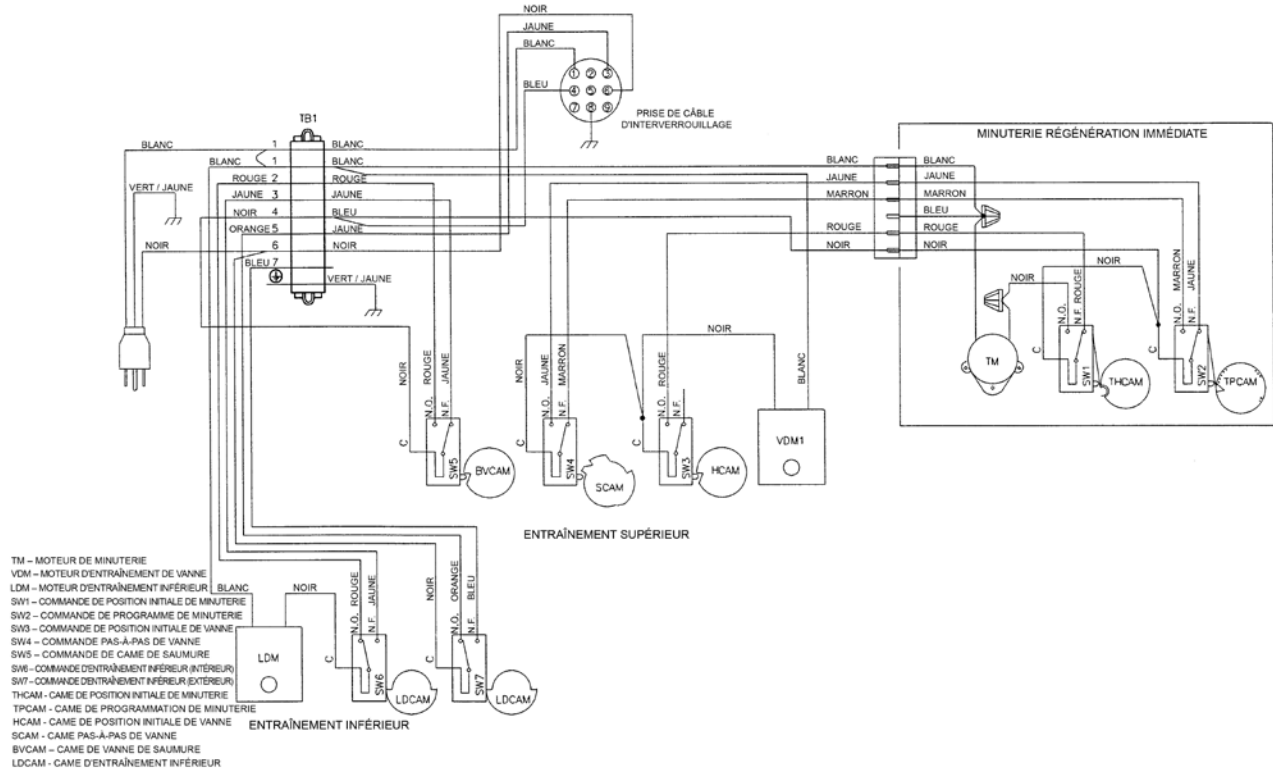 NOIR
JAUNE
BLANC
BLEU
1 2 3
4 5 6
7 8 9
PRISE DE CÂBLE
D'INTERVERROUILLAGE
TB1
BLANC 1 BLANC
BLANC 1 BLANC
ROUGE 2 ROUGE
JAUNE 3 JAUNE
NOIR 4 BLEU
ORANGE 5 JAUNE
NOIR 6 NOIR
BLEU 7
VERT / JAUNE
VERT / JAUNE
MINUTERIE RÉGÉNÉRATION IMMÉDIATE
BLANC BLANC
JAUNE JAUNE
MARRON MARRON
BLEU
ROUGE ROUGE
NOIR NOIR
NOIR
NOIR
N.O.
N.F. ROUGE
N.O. MARRON
N.F. JAUNE
C
C
TM
SW1
THCAM
SW2
TPCAM
NOIR
N.O. ROUGE
N.F. JAUNE
C
SW5
BVCAM
NOIR
N.O. JAUNE
N.F. MARRON
C
SW4
SCAM
NOIR
N.O. ROUGE
N.F.
C
SW3
HCAM
BLANC
VDM1
ENTRAÎNEMENT SUPÉRIEUR
BLANC
NOIR
N.O. ROUGE
N.F. JAUNE
C
LDM
SW6
LDCAM
NOIR
N.O. ORANGE
N.F. BLEU
C
SW7
LDCAM
ENTRAÎNEMENT INFÉRIEUR
TM – MOTEUR DE MINUTERIE
VDM – MOTEUR D'ENTRAÎNEMENT DE VANNE
LDM – MOTEUR D'ENTRAÎNEMENT INFÉRIEUR
SW1 – COMMANDE DE POSITION INITIALE DE MINUTERIE
SW2 – COMMANDE DE PROGRAMME DE MINUTERIE
SW3 – COMMANDE DE POSITION INITIALE DE VANNE
SW4 – COMMANDE PAS-À-PAS DE VANNE
SW5 – COMMANDE DE CAME DE SAUMURE
SW6 – COMMANDE D'ENTRAÎNEMENT INFÉRIEUR (INTÉRIEUR)
SW7 – COMMANDE D'ENTRAÎNEMENT INFÉRIEUR (EXTÉRIEUR)
THCAM - CAME DE POSITION INITIALE DE MINUTERIE
TPCAM - CAME DE PROGRAMMATION DE MINUTERIE
HCAM - CAME DE POSITION INITIALE DE VANNE
SCAM - CAME PAS-À-PAS DE VANNE
BVCAM – CAME DE VANNE DE SAUMURE
LDCAM - CAME D'ENTRAÎNEMENT INFÉRIEUR